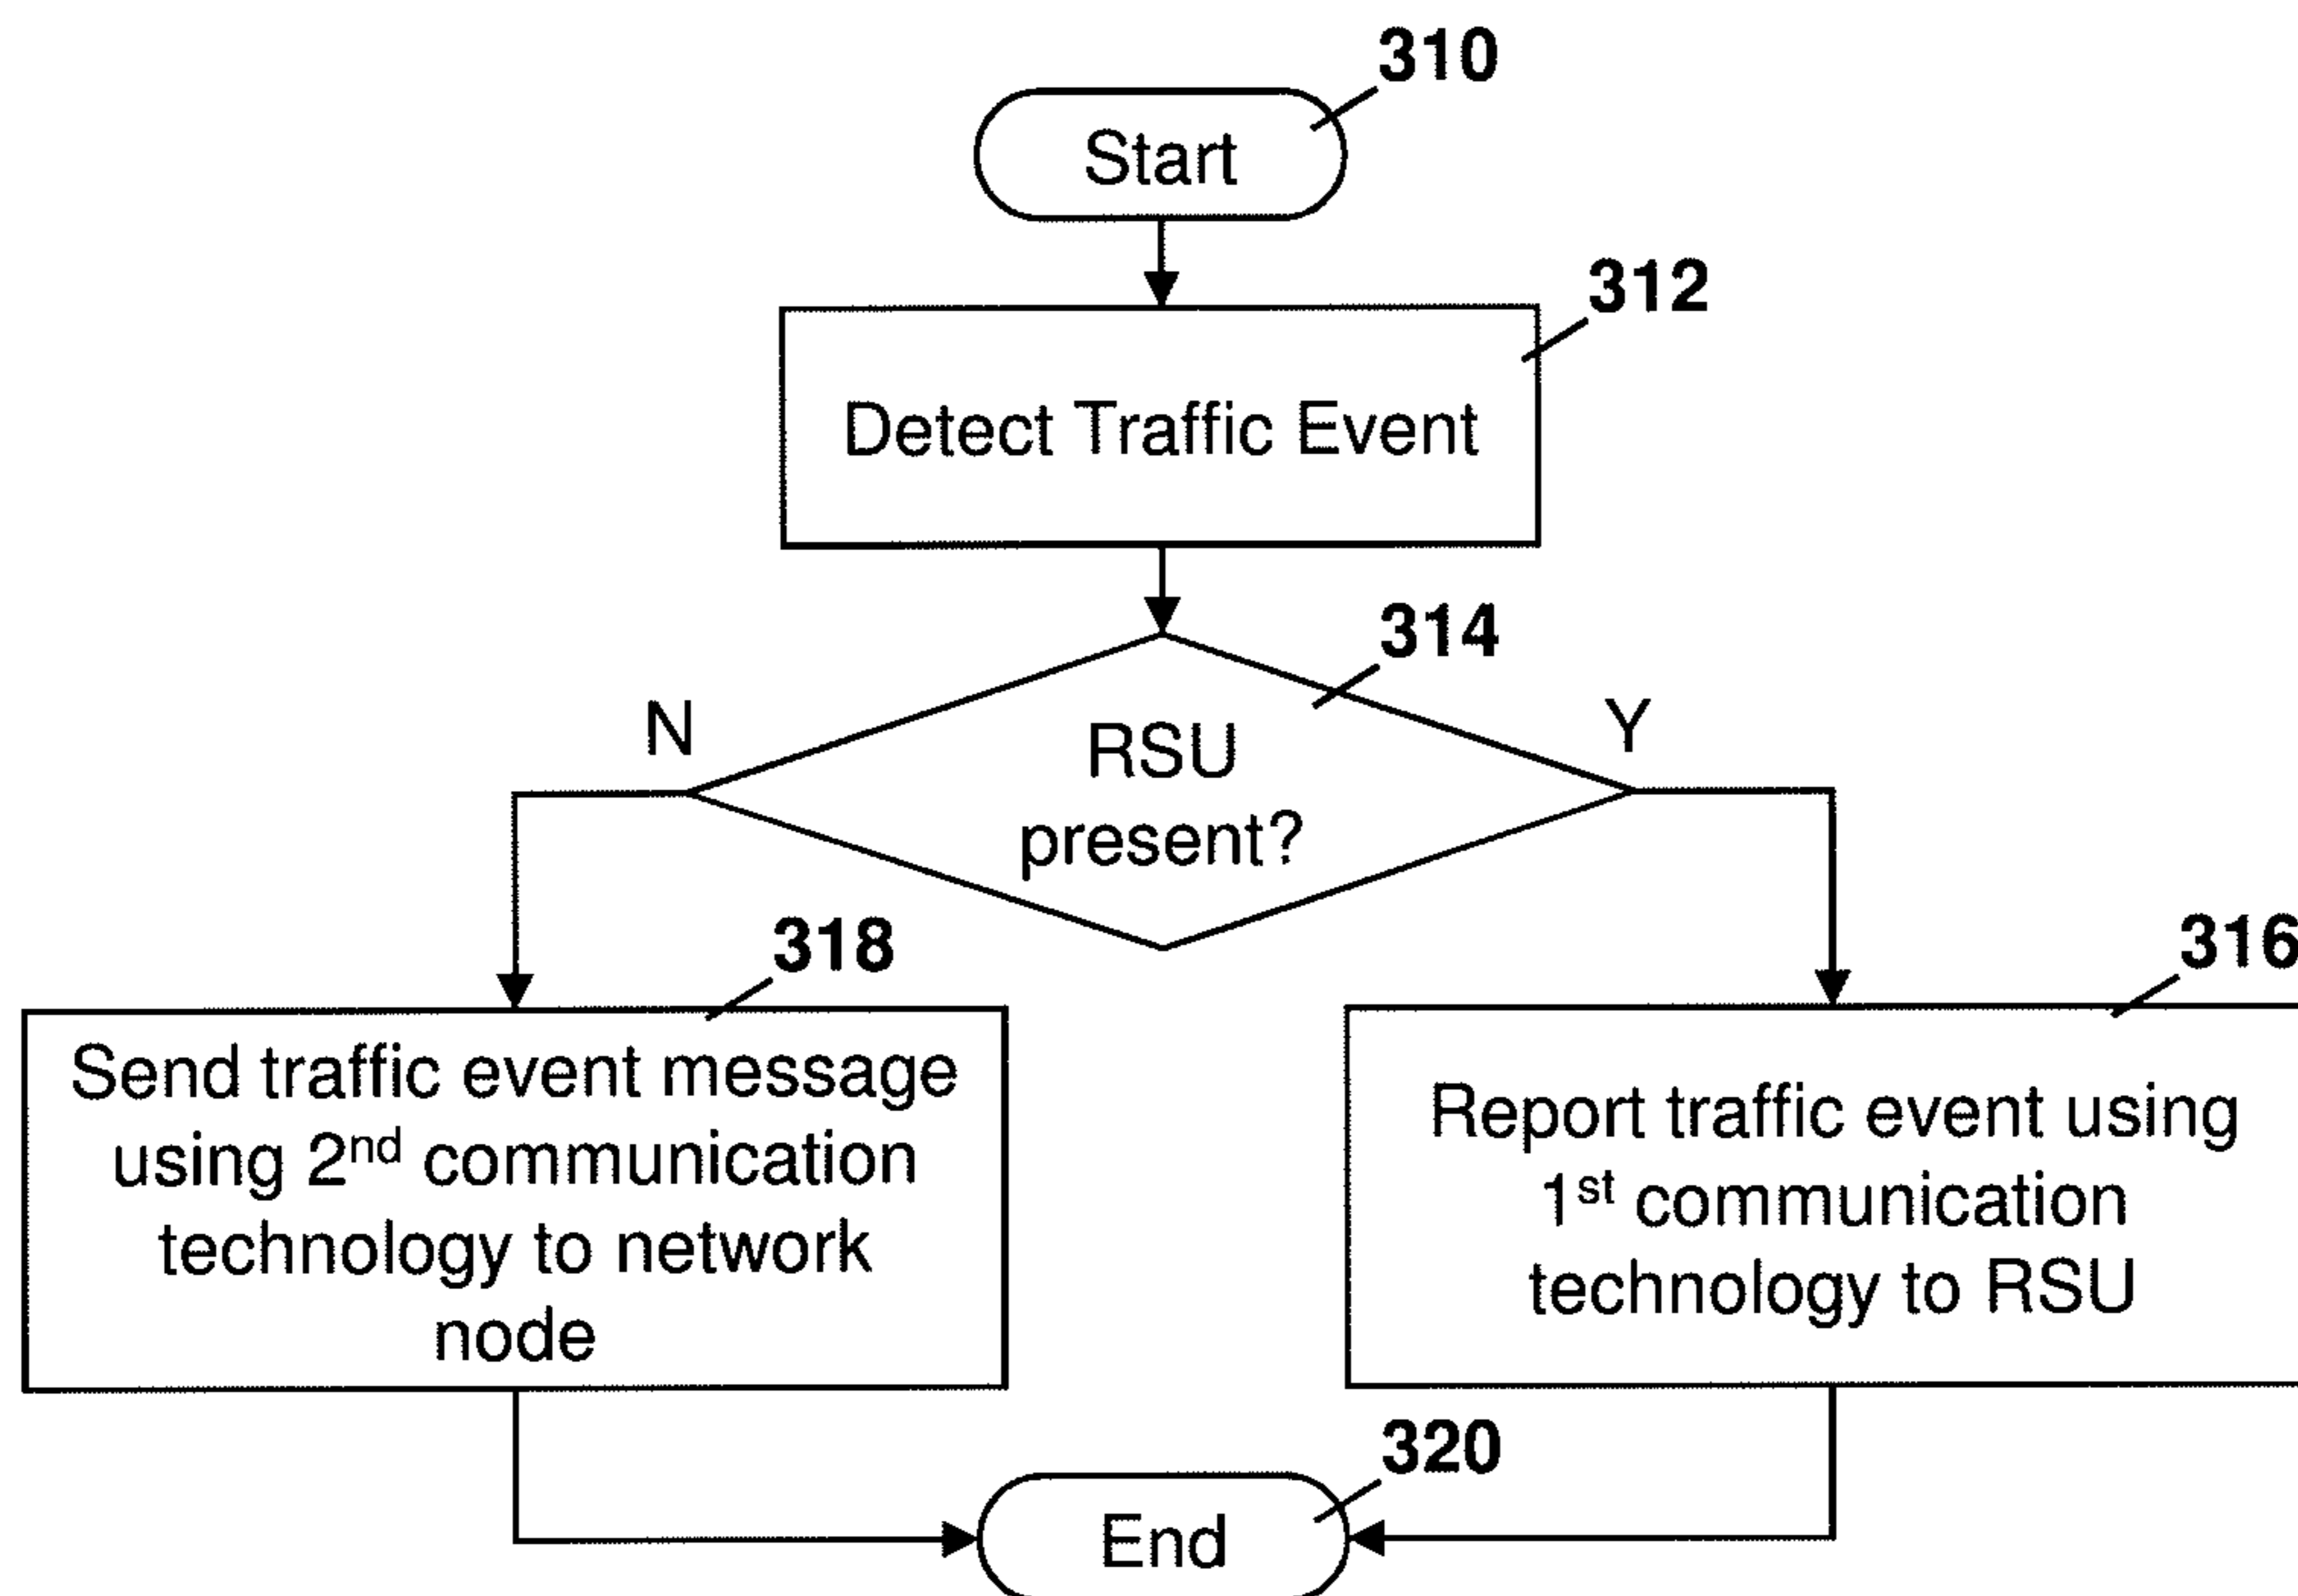 310
Start
312
Detect Traffic Event
314
N
Y
RSU
present?
318
316
Send traffic event message
using 2nd communication
technology to network
node
Report traffic event using
1st communication
technology to RSU
320
End